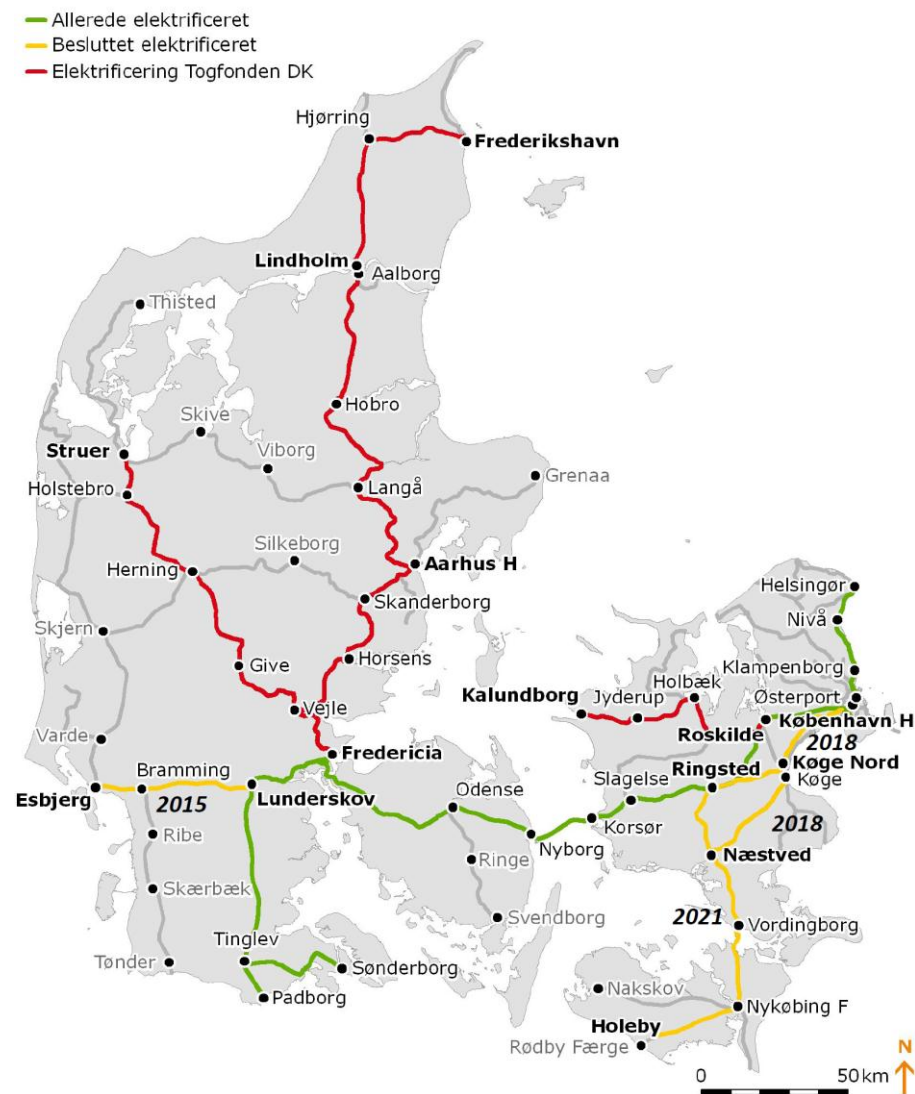 Allerede elektrificeret
Besluttet elektrificeret
Elektrificering Togfonden DK
Hjørring
Frederikshavn
Lindholm
Aalborg
Thisted
Hobro
Skive
Struer
Viborg
Langå
Grenaa
Holstebro
Silkeborg
Aarhus H
Herning
Skanderborg
Helsingør
Nivå
Skjern
Horsens
Give
Klampenborg
Holbæk
Østerport
Kalundborg
Jyderup
Vejle
København H
Roskilde
2018
Varde
Fredericia
Køge Nord
Bramming
Ringsted
Køge
Esbjerg
2015
Lunderskov
Odense
Slagelse
Korsør
2018
Ribe
Nyborg
Næstved
Ringe
Skærbæk
Svendborg
2021
Vordingborg
Tinglev
Tønder
Sønderborg
Padborg
Nakskov
Nykøbing F
Holeby
Rødby Færge
N
0
50 km